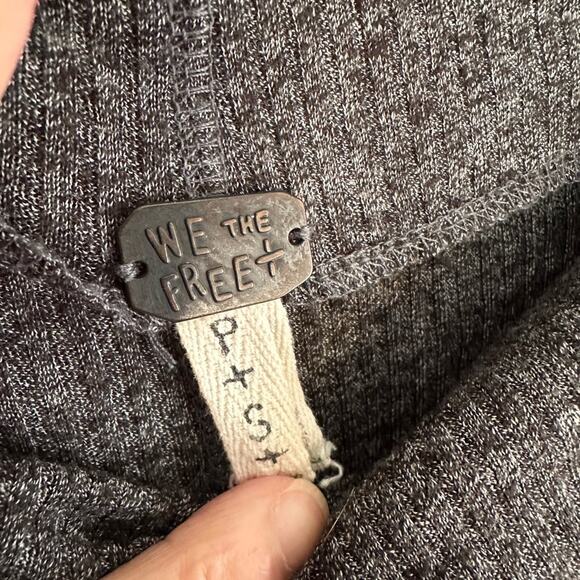 WE THE
FREE+
P + S +